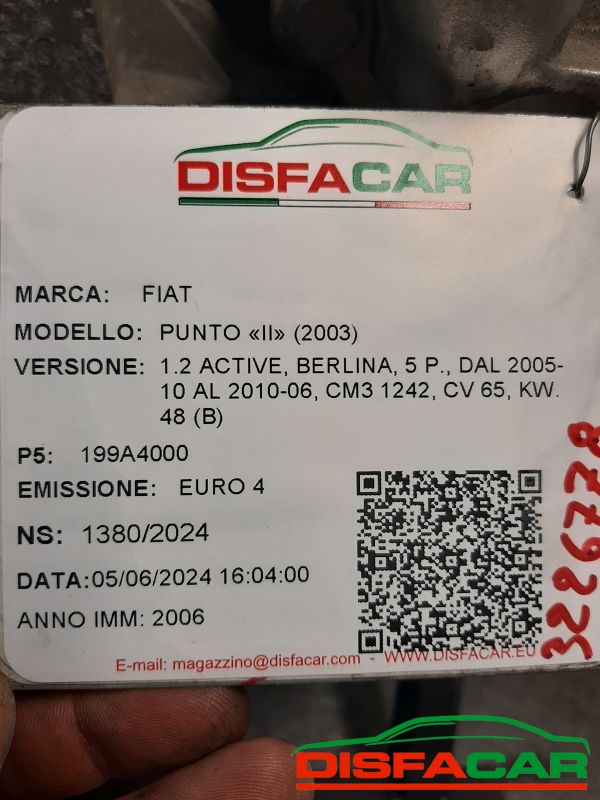 DISFACAR
MARCA: FIAT
MODELLO: PUNTO «II» (2003)
VERSIONE: 1.2 ACTIVE, BERLINA, 5 P., DAL 2005-
10 AL 2010-06, CM3 1242, CV 65, KW.
48 (B)
P5: 199A4000
EMISSIONE: EURO 4
NS: 1380/2024
DATA:05/06/2024 16:04:00
ANNO IMM: 2006
E-mail: magazzino@disfacar.com - WWW.DISFACAR.EU
3226778
DISFACAR